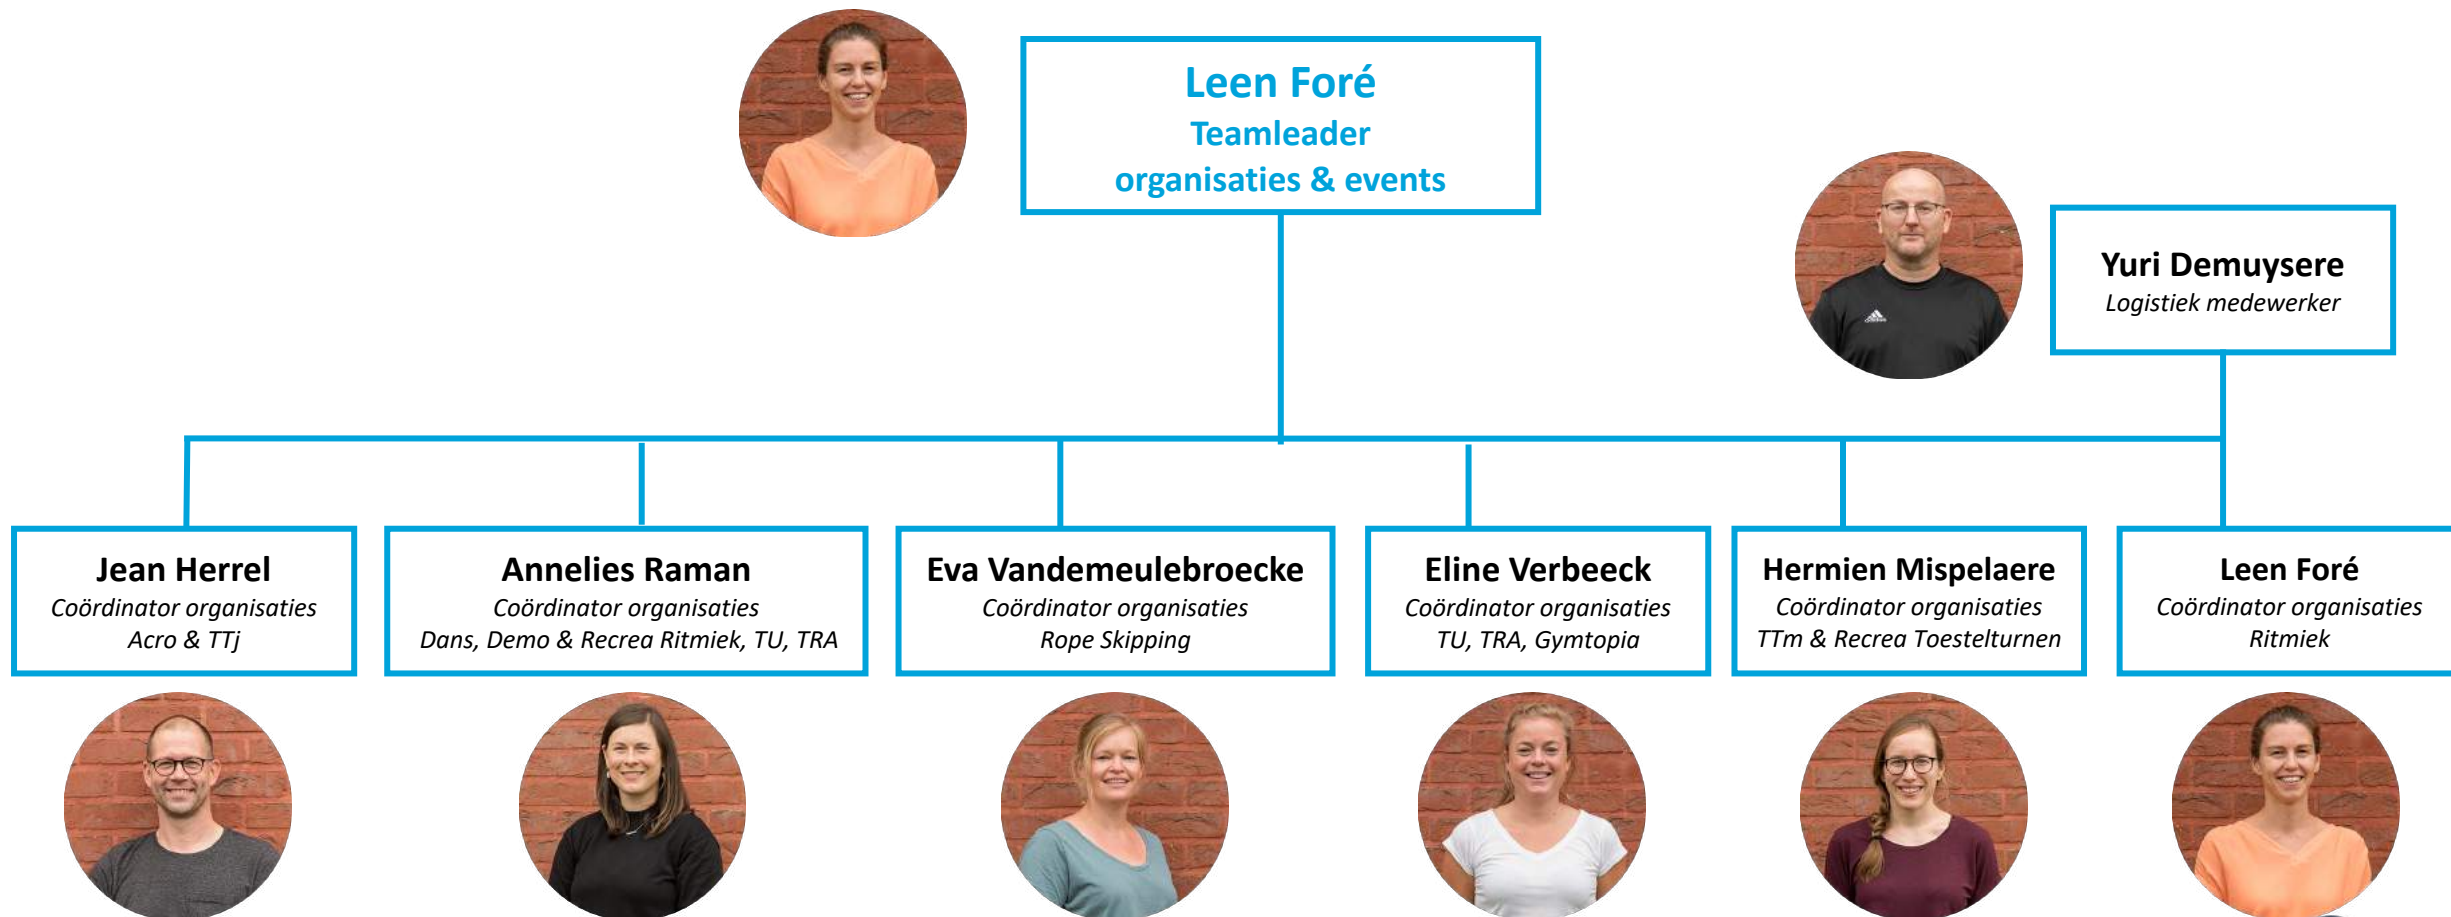 Leen Foré
Teamleader
organisaties & events
Yuri Demuysere
Logistiek medewerker
Jean Herrel
Coördinator organisaties
Acro & TTj
Annelies Raman
Coördinator organisaties
Dans, Demo & Recrea Ritmiek, TU, TRA
Eva Vandemeulebroecke
Coördinator organisaties
Rope Skipping
Eline Verbeeck
Coördinator organisaties
TU, TRA, Gymtopia
Hermien Mispelaere
Coördinator organisaties
TTm & Recrea Toestelturnen
Leen Foré
Coördinator organisaties
Ritmiek